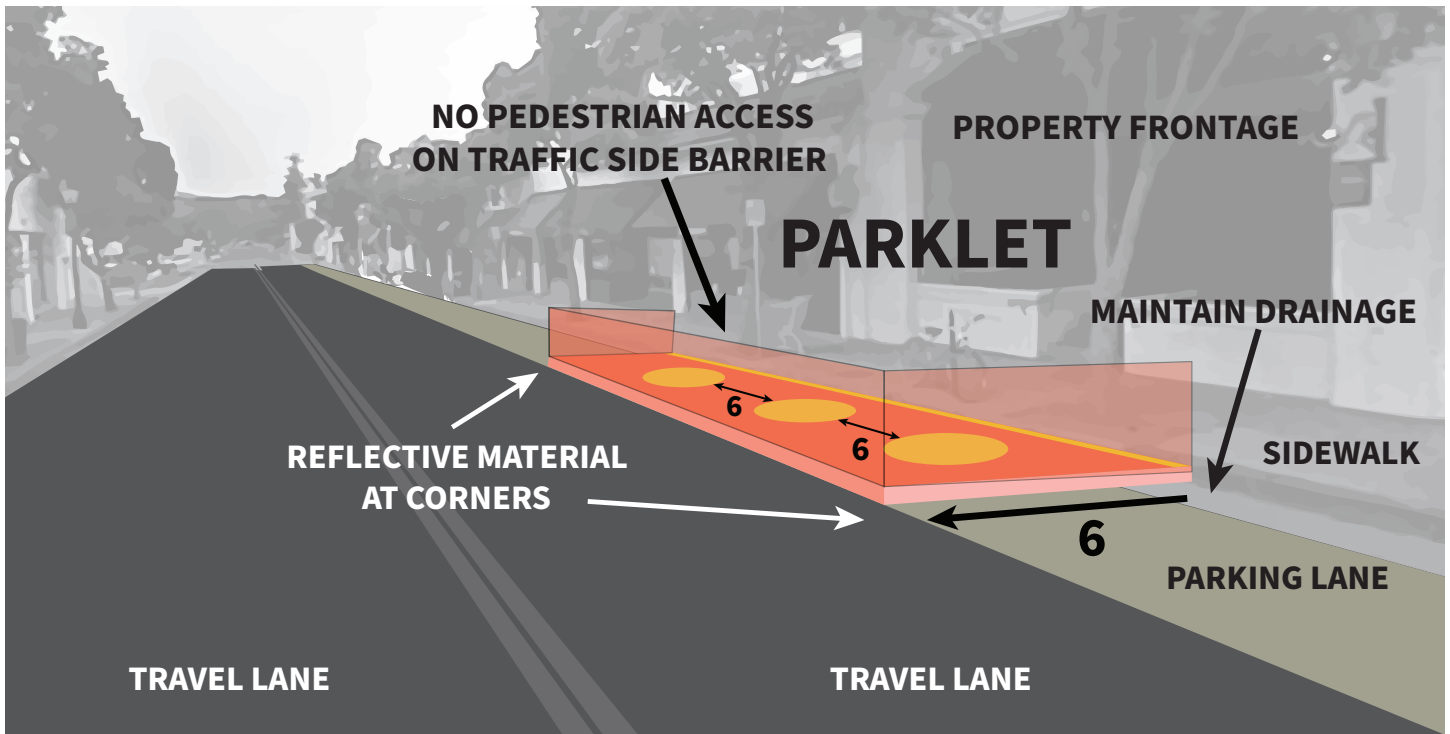 NO PEDESTRIAN ACCESS
ON TRAFFIC SIDE BARRIER
PROPERTY FRONTAGE
PARKLET
MAINTAIN DRAINAGE
6
6
REFLECTIVE MATERIAL
AT CORNERS
SIDEWALK
6
PARKING LANE
TRAVEL LANE
TRAVEL LANE